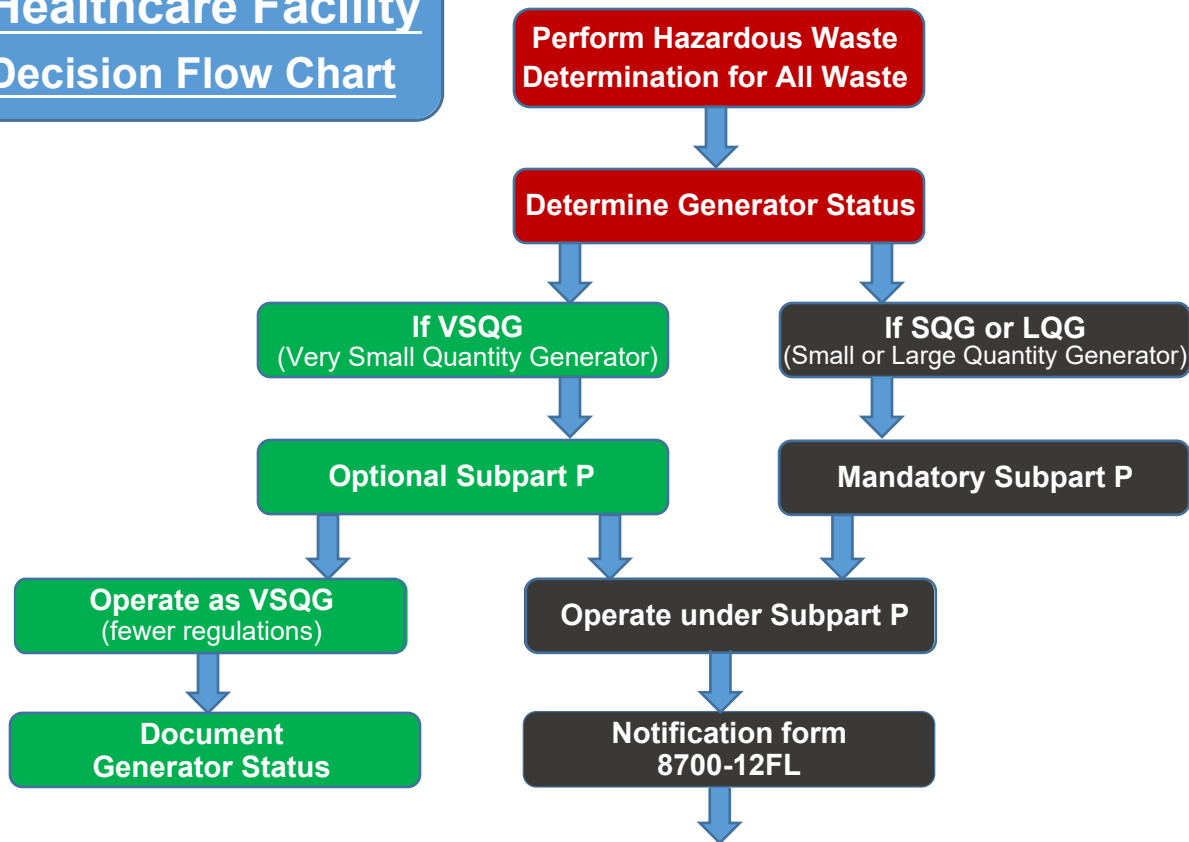 Healthcare Facility
Decision Flow Chart
Perform Hazardous Waste
Determination for All Waste
Determine Generator Status
If VSQG
(Very Small Quantity Generator)
If SQG or LQG
(Small or Large Quantity Generator)
Optional Subpart P
Mandatory Subpart P
Operate as VSQG
(fewer regulations)
Operate under Subpart P
Document
Generator Status
Notification form
8700-12FL